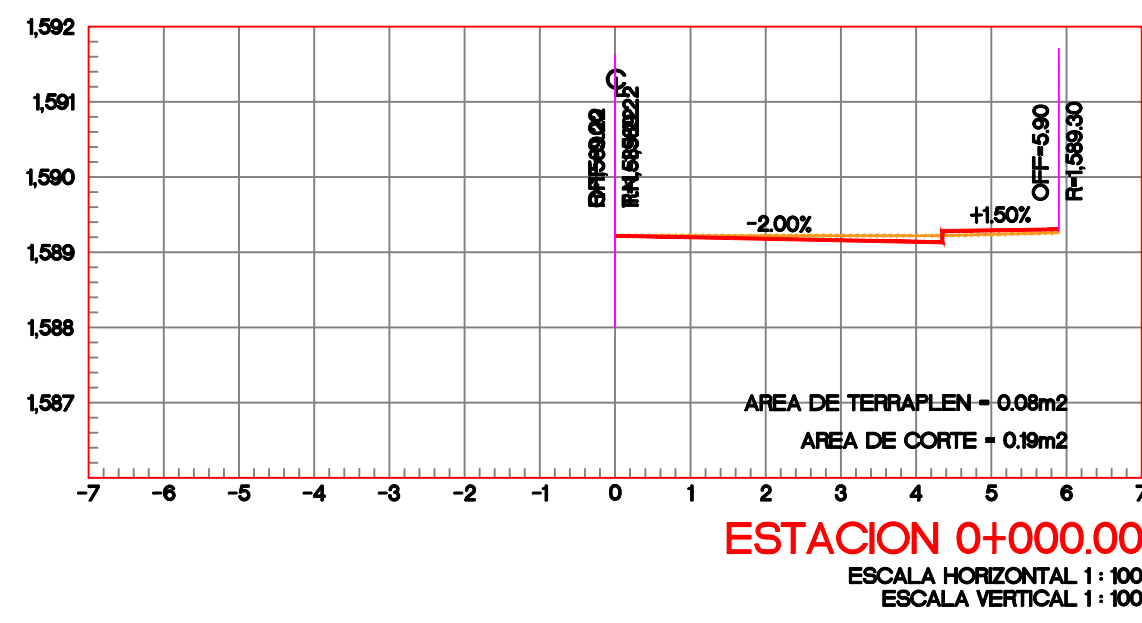 1,592
1,591
1,590
1,589
1,588
1,587
OFF=5.90
R=1,589.30
-2.00%
+1.50%
AREA DE TERRAPLEN = 0.08m2
AREA DE CORTE = 0.19m2
-7 -6 -5 -4 -3 -2 -1 0 1 2 3 4 5 6 7
ESTACION 0+000.00
ESCALA HORIZONTAL 1 : 100
ESCALA VERTICAL 1 : 100